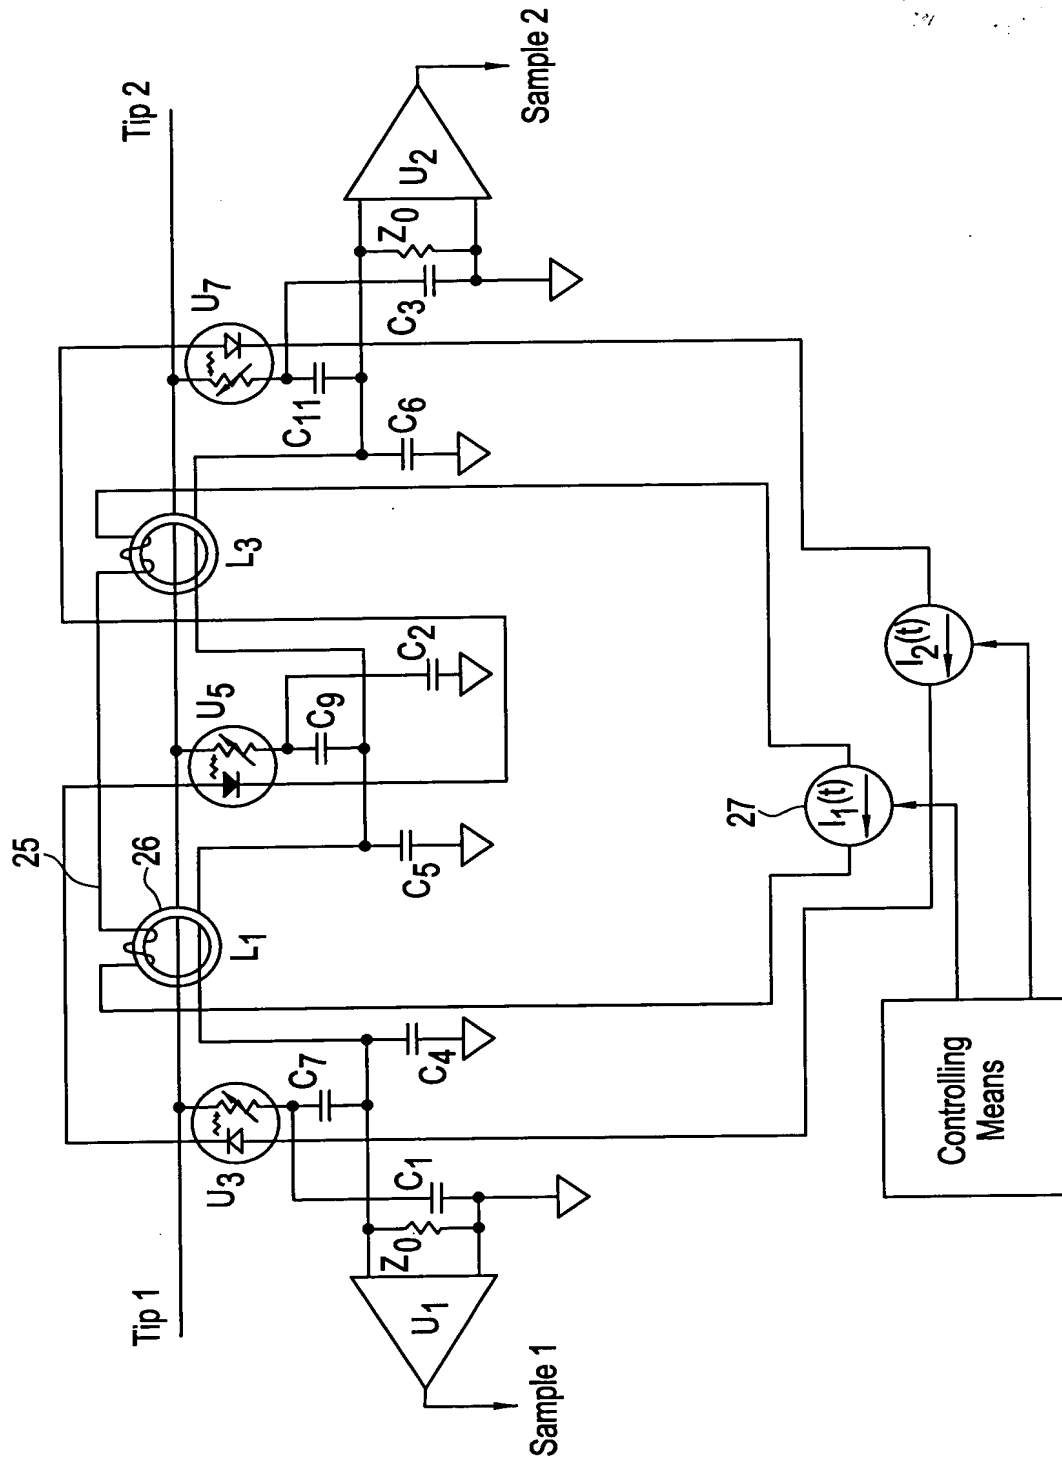 Tip 1
Tip 2
25
26
U3
L1
U5
L3
U7
C7
C9
C11
C1
C4
C5
C2
C6
C3
Z0
Z0
U1
U2
Sample 1
Sample 2
27
I1(t)
I2(t)
Controlling
Means